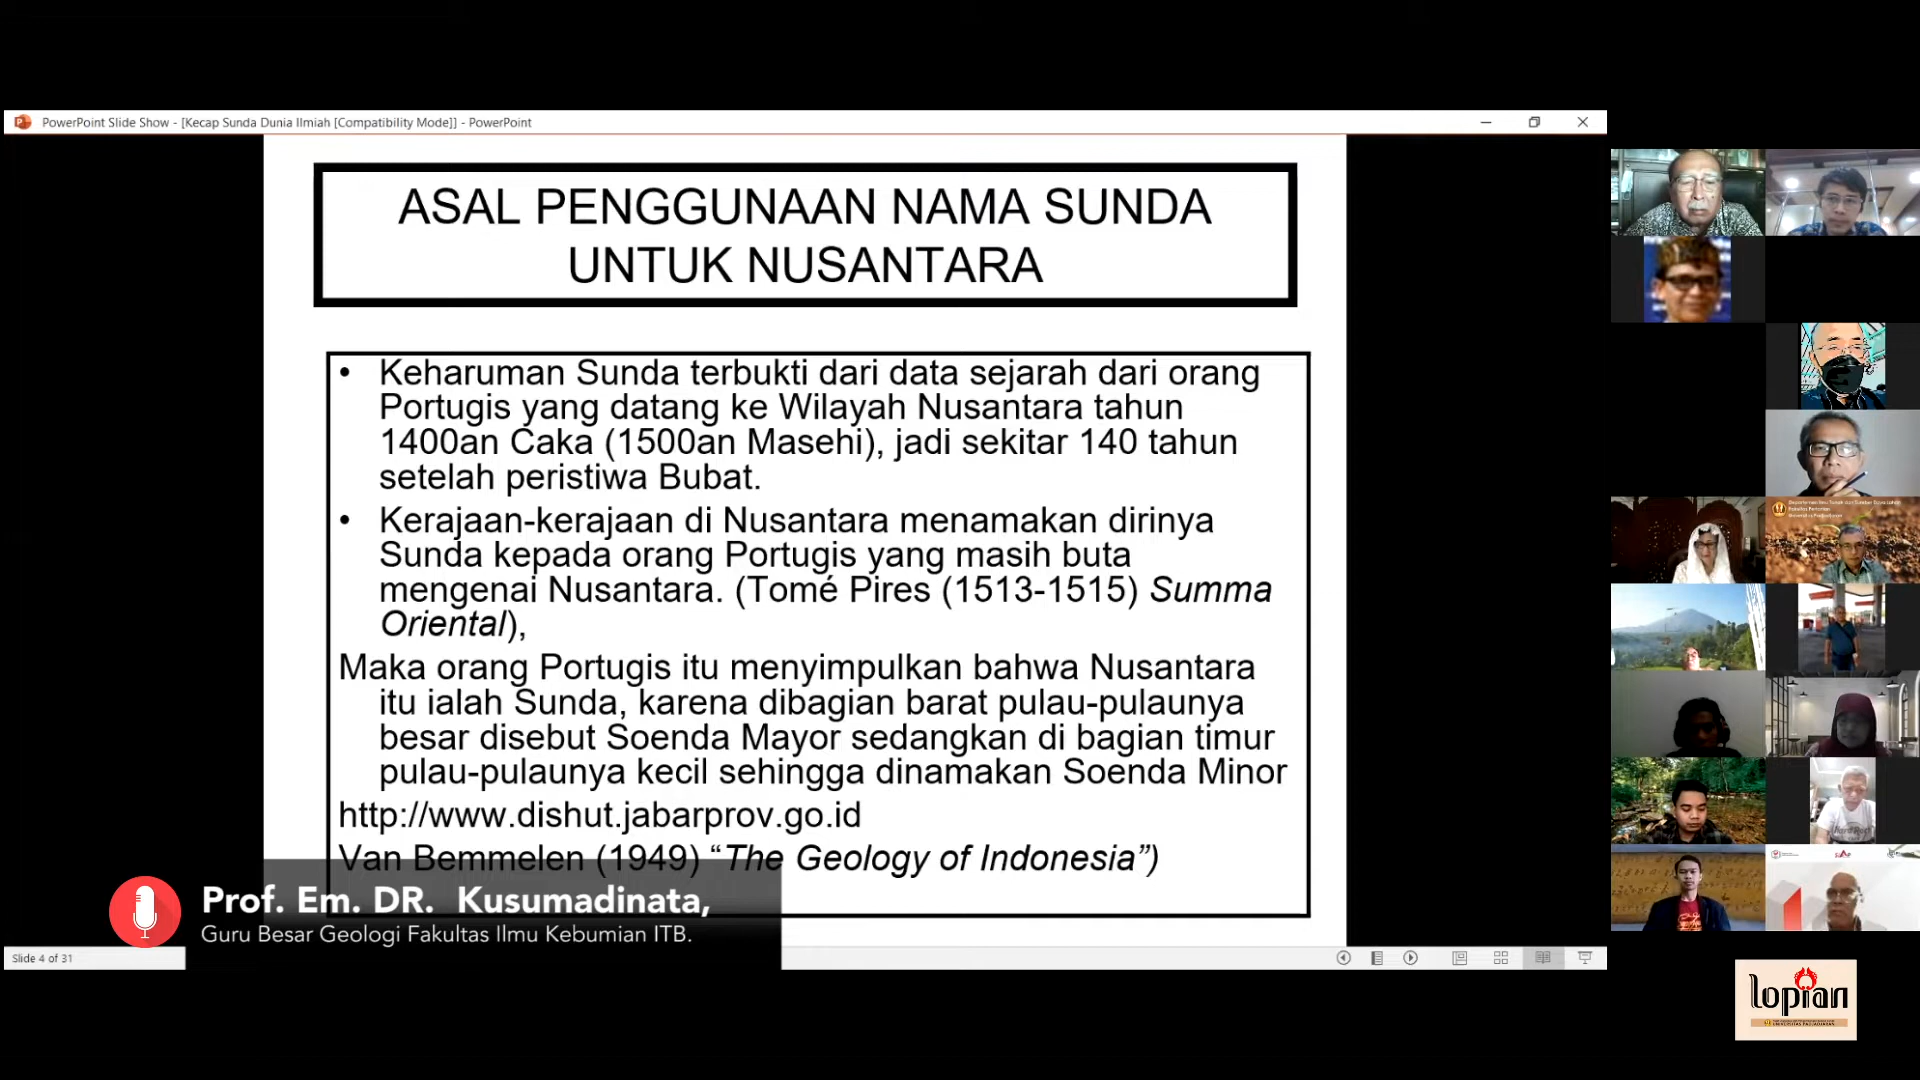 PowerPoint Slide Show - [Kecap Sunda Dunia Ilmiah [Compatibility Mode]] - PowerPoint
ASAL PENGGUNAAN NAMA SUNDA
UNTUK NUSANTARA
• Keharuman Sunda terbukti dari data sejarah dari orang
Portugis yang datang ke Wilayah Nusantara tahun
1400an Caka (1500an Masehi), jadi sekitar 140 tahun
setelah peristiwa Bubat.
• Kerajaan-kerajaan di Nusantara menamakan dirinya
Sunda kepada orang Portugis yang masih buta
mengenai Nusantara. (Tomé Pires (1513-1515) Summa
Oriental),
Maka orang Portugis itu menyimpulkan bahwa Nusantara
itu ialah Sunda, karena dibagian barat pulau-pulaunya
besar disebut Soenda Mayor sedangkan di bagian timur
pulau-pulaunya kecil sehingga dinamakan Soenda Minor
http://www.dishut.jabarprov.go.id
Van Bemmelen (1949) “The Geology of Indonesia”)
Prof. Em. DR. Kusumadinata,
Guru Besar Geologi Fakultas Ilmu Kebumian ITB.
Slide 4 of 31
lopian